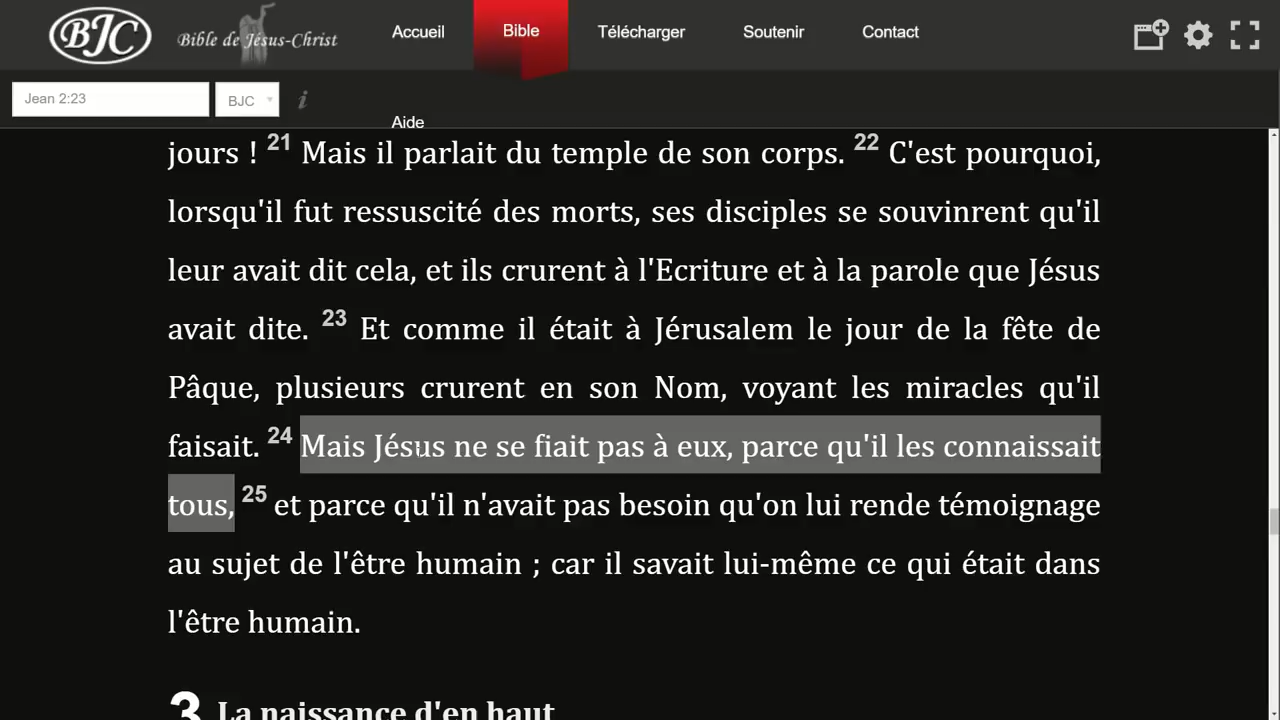 BJC
Bible de Jésus-Christ
Accueil
Bible
Télécharger
Soutenir
Contact
Jean 2:23
BJC
i
Aide
jours ! 21 Mais il parlait du temple de son corps. 22 C'est pourquoi,
lorsqu'il fut ressuscité des morts, ses disciples se souvinrent qu'il
leur avait dit cela, et ils crurent à l'Ecriture et à la parole que Jésus
avait dite. 23 Et comme il était à Jérusalem le jour de la fête de
Pâque, plusieurs crurent en son Nom, voyant les miracles qu'il
faisait. 24 Mais Jésus ne se fiait pas à eux, parce qu'il les connaissait
tous, 25 et parce qu'il n'avait pas besoin qu'on lui rende témoignage
au sujet de l'être humain ; car il savait lui-même ce qui était dans
l'être humain.
3 La naissance d'en haut